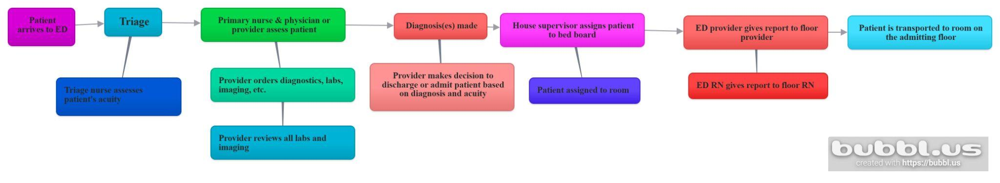 Patient
arrives to ED
Triage
Primary nurse & physician or
provider assess patient
Diagnosis(es) made
House supervisor assigns patient
to bed board
ED provider gives report to floor
provider
Patient is transported to room on
the admitting floor
Triage nurse assesses
patient's acuity
Provider orders diagnostics, labs,
imaging, etc.
Provider reviews all labs and
imaging
Provider makes decision to
discharge or admit patient based
on diagnosis and acuity
Patient assigned to room
ED RN gives report to floor RN
bubbl.us
created with https://bubbl.us